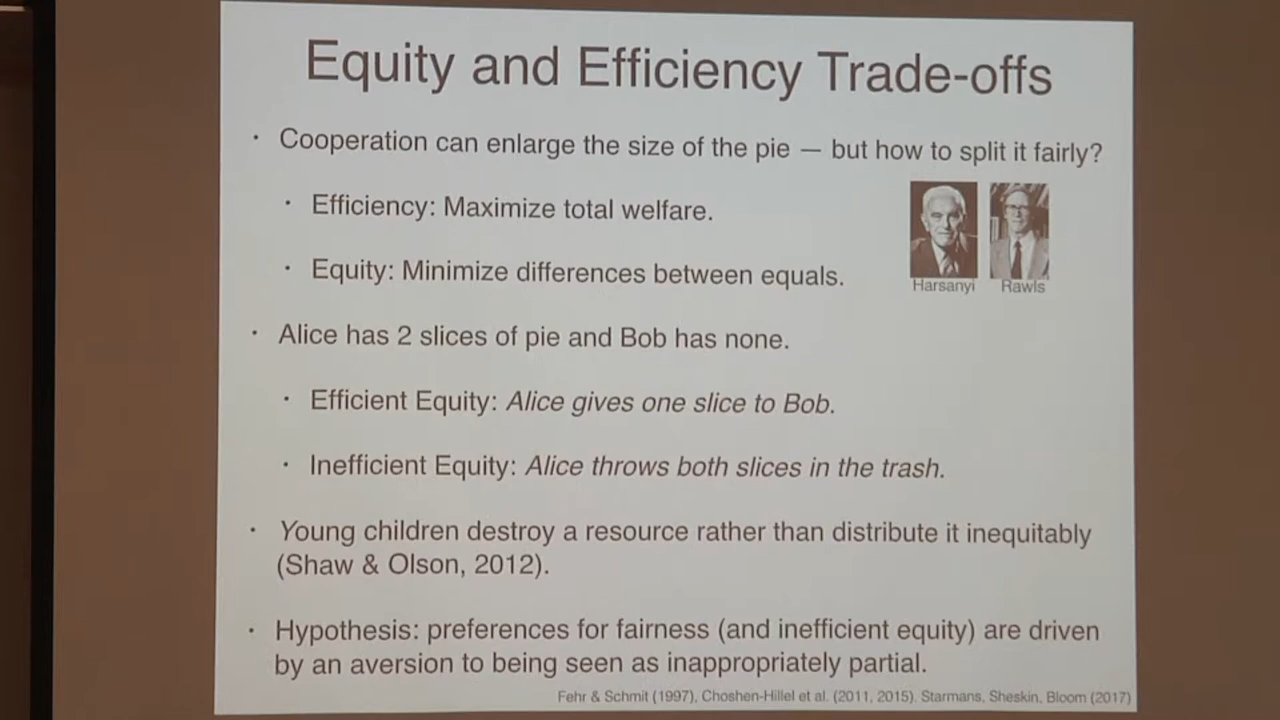 Equity and Efficiency Trade-offs
· Cooperation can enlarge the size of the pie — but how to split it fairly?
· Efficiency: Maximize total welfare.
· Equity: Minimize differences between equals.
Harsanyi Rawls
· Alice has 2 slices of pie and Bob has none.
· Efficient Equity: Alice gives one slice to Bob.
· Inefficient Equity: Alice throws both slices in the trash.
· Young children destroy a resource rather than distribute it inequitably
(Shaw & Olson, 2012).
· Hypothesis: preferences for fairness (and inefficient equity) are driven
by an aversion to being seen as inappropriately partial.
Fehr & Schmit (1997), Choshen-Hillel et al. (2011, 2015). Starmans, Sheskin, Bloom (2017)